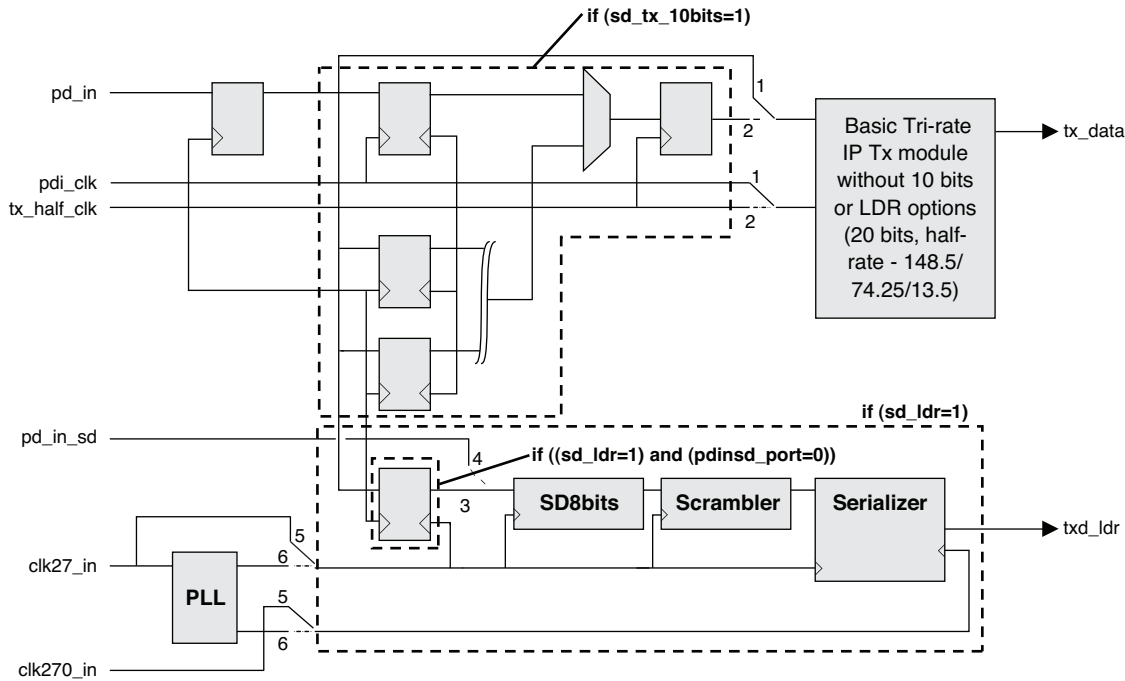 if (sd_tx_10bits=1)
pd_in
1
2
Basic Tri-rate
IP Tx module
without 10 bits
or LDR options
(20 bits, half-
rate - 148.5/
74.25/13.5)
tx_data
pdi_clk
1
tx_half_clk
2
if (sd_ldr=1)
pd_in_sd
if ((sd_ldr=1) and (pdinsd_port=0))
4
3
SD8bits
Scrambler
Serializer
txd_ldr
5
clk27_in
6
PLL
5
6
clk270_in